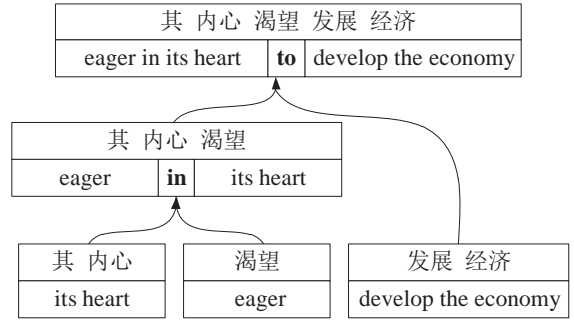 其 内心 渴望 发展 经济
eager in its heart to develop the economy
其 内心 渴望
eager in its heart
其 内心 渴望 发展 经济
its heart eager develop the economy